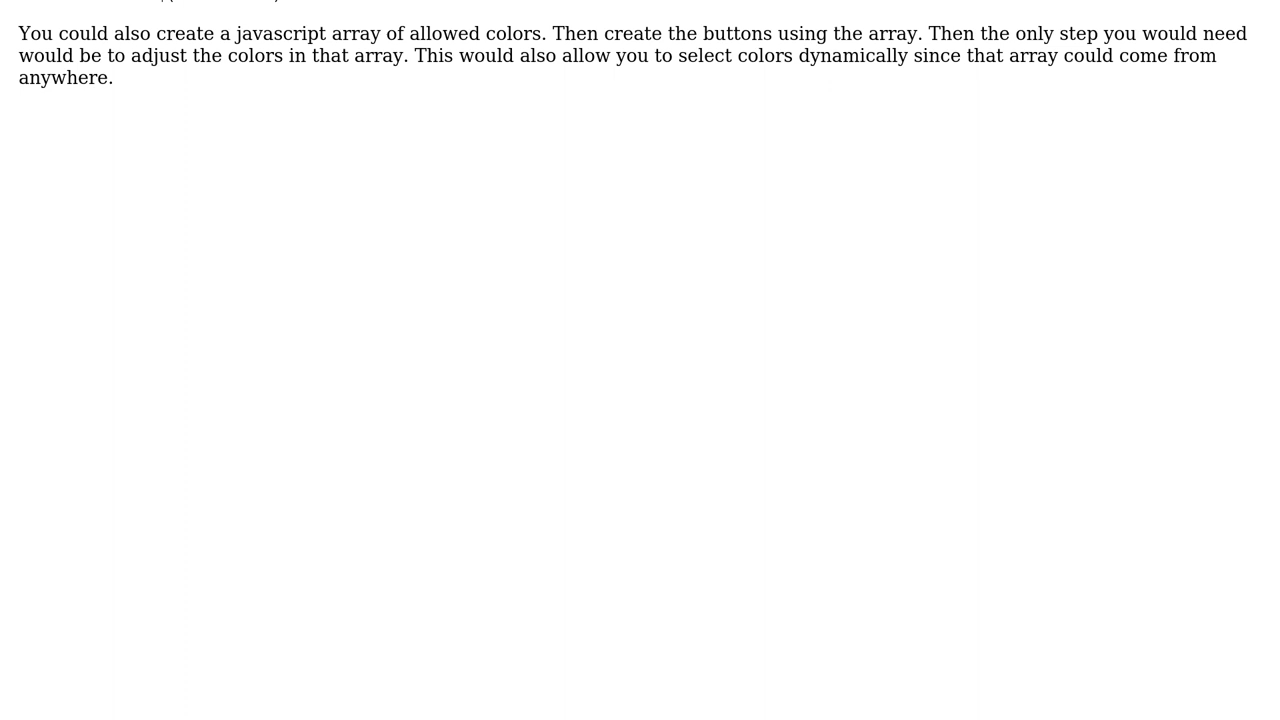 You could also create a javascript array of allowed colors. Then create the buttons using the array. Then the only step you would need
would be to adjust the colors in that array. This would also allow you to select colors dynamically since that array could come from
anywhere.